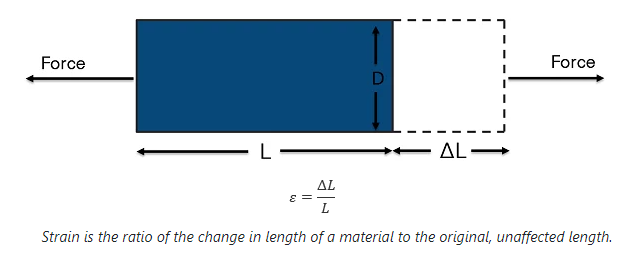 Force
Force
D
L
ΔL
ε = ΔL/L
Strain is the ratio of the change in length of a material to the original, unaffected length.